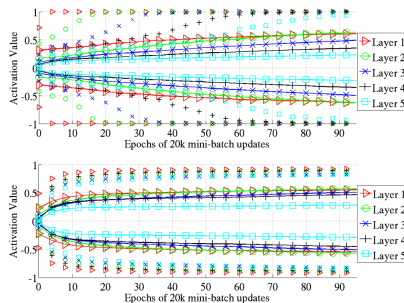 1
0.5
0
-0.5
-1
Activation Value
0 10 20 30 40 50 60 70 80 90
Epochs of 20k mini-batch updates
Layer 1
Layer 2
Layer 3
Layer 4
Layer 5
1
0.5
0
-0.5
-1
Activation Value
0 10 20 30 40 50 60 70 80 90
Epochs of 20k mini-batch updates
Layer 1
Layer 2
Layer 3
Layer 4
Layer 5